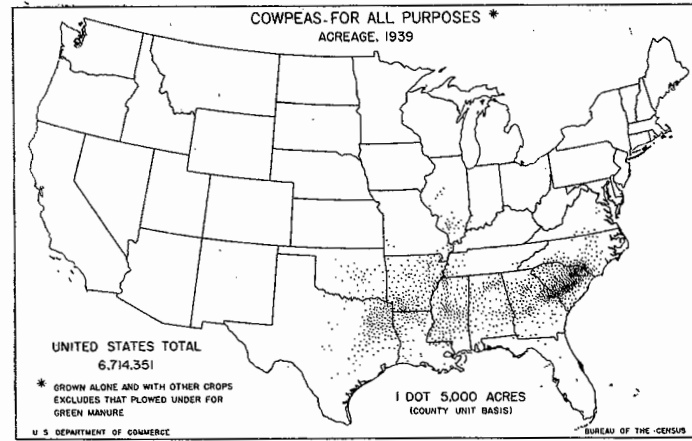 COWPEAS-FOR ALL PURPOSES *
ACREAGE, 1939
UNITED STATES TOTAL
6,714,351
* GROWN ALONE AND WITH OTHER CROPS
EXCLUDES THAT PLOWED UNDER FOR
GREEN MANURE
1 DOT 5,000 ACRES
(COUNTY UNIT BASIS)
U S DEPARTMENT OF COMMERCE
BUREAU OF THE CENSUS